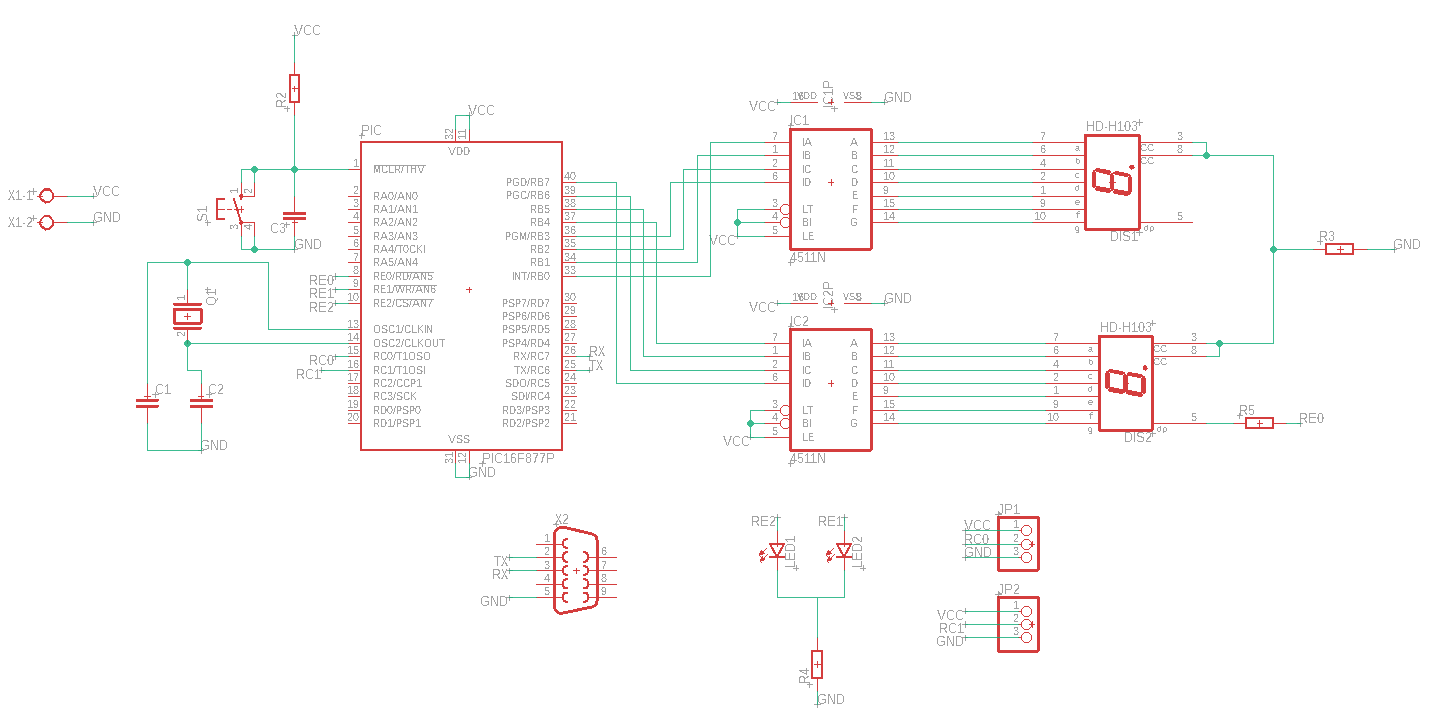 VCC
R2
X1-1
VCC
X1-2
GND
S1
1
2
3
4
C3
GND
Q1
1
2
C1
C2
GND
PIC
VCC
32
11
VDD
1 MCLR/THV
2 RA0/AN0
3 RA1/AN1
4 RA2/AN2
5 RA3/AN3
6 RA4/T0CKI
7 RA5/AN4
RE0 8 RE0/RD/AN5
RE1 9 RE1/WR/AN6
RE2 10 RE2/CS/AN7
13 OSC1/CLKIN
14 OSC2/CLKOUT
RC0 15 RC0/T1OSO
RC1 16 RC1/T1OSI
17 RC2/CCP1
18 RC3/SCK
19 RD0/PSP0
20 RD1/PSP1
PGD/RB7 40
PGC/RB6 39
RB5 38
RB4 37
PGM/RB3 36
RB2 35
RB1 34
INT/RB0 33
PSP7/RD7 30
PSP6/RD6 29
PSP5/RD5 28
PSP4/RD4 27
RX/RC7 26 RX
TX/RC6 25 TX
SDO/RC5 24
SDI/RC4 23
RD3/PSP3 22
RD2/PSP2 21
VSS
31
12
GND
PIC16F877P
VCC 16 VDD IC1P VSS 8 GND
IC1
7 IA A 13
1 IB B 12
2 IC C 11
6 ID D 10
E 9
3 LT F 15
4 BI G 14
5 LE
VCC
4511N
HD-H103
7 a
6 b
4 c
2 d
1 e
9 f
10 g
3 CC
8 CC
5 dp
DIS1
R3
GND
VCC 16 VDD IC2P VSS 8 GND
IC2
7 IA A 13
1 IB B 12
2 IC C 11
6 ID D 10
E 9
3 LT F 15
4 BI G 14
5 LE
VCC
4511N
HD-H103
7 a
6 b
4 c
2 d
1 e
9 f
10 g
3 CC
8 CC
5 dp
DIS2
R5
RE0
X2
1
TX 2
RX 3
4
GND 5
6
7
8
9
RE2
RE1
LED1
LED2
R4
GND
JP1
VCC 1
RC0 2
GND 3
JP2
VCC 1
RC1 2
GND 3